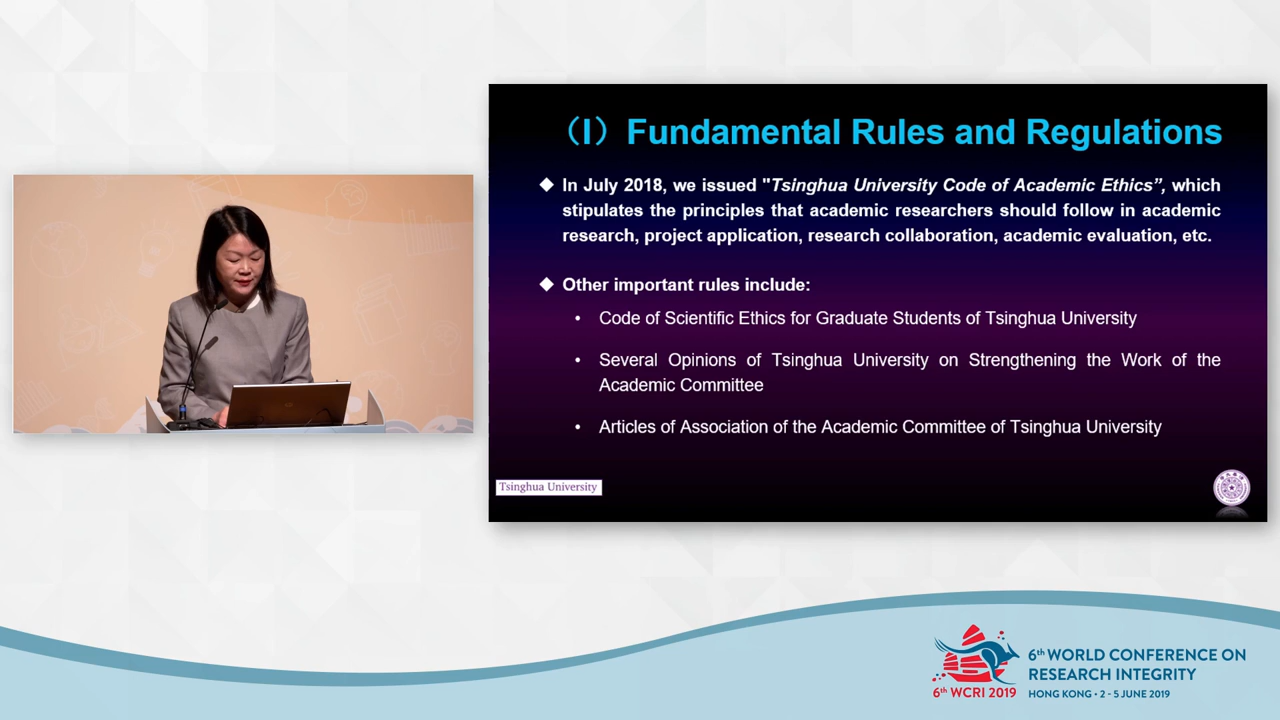 （I）Fundamental Rules and Regulations
◆ In July 2018, we issued "Tsinghua University Code of Academic Ethics”, which
stipulates the principles that academic researchers should follow in academic
research, project application, research collaboration, academic evaluation, etc.
◆ Other important rules include:
• Code of Scientific Ethics for Graduate Students of Tsinghua University
• Several Opinions of Tsinghua University on Strengthening the Work of the
Academic Committee
• Articles of Association of the Academic Committee of Tsinghua University
Tsinghua University
6th WCRI 2019
6th WORLD CONFERENCE ON
RESEARCH INTEGRITY
HONG KONG • 2 - 5 JUNE 2019